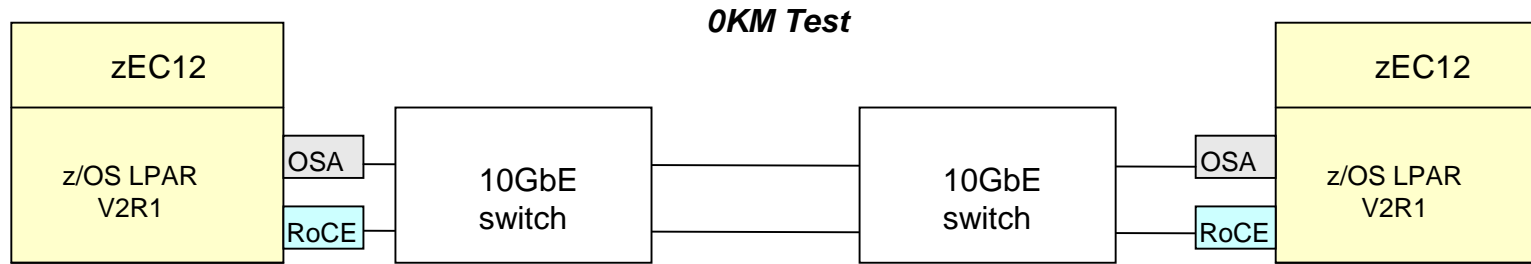 0KM Test
zEC12
zEC12
OSA
OSA
z/OS LPAR
V2R1
10GbE
switch
10GbE
switch
z/OS LPAR
V2R1
RoCE
RoCE